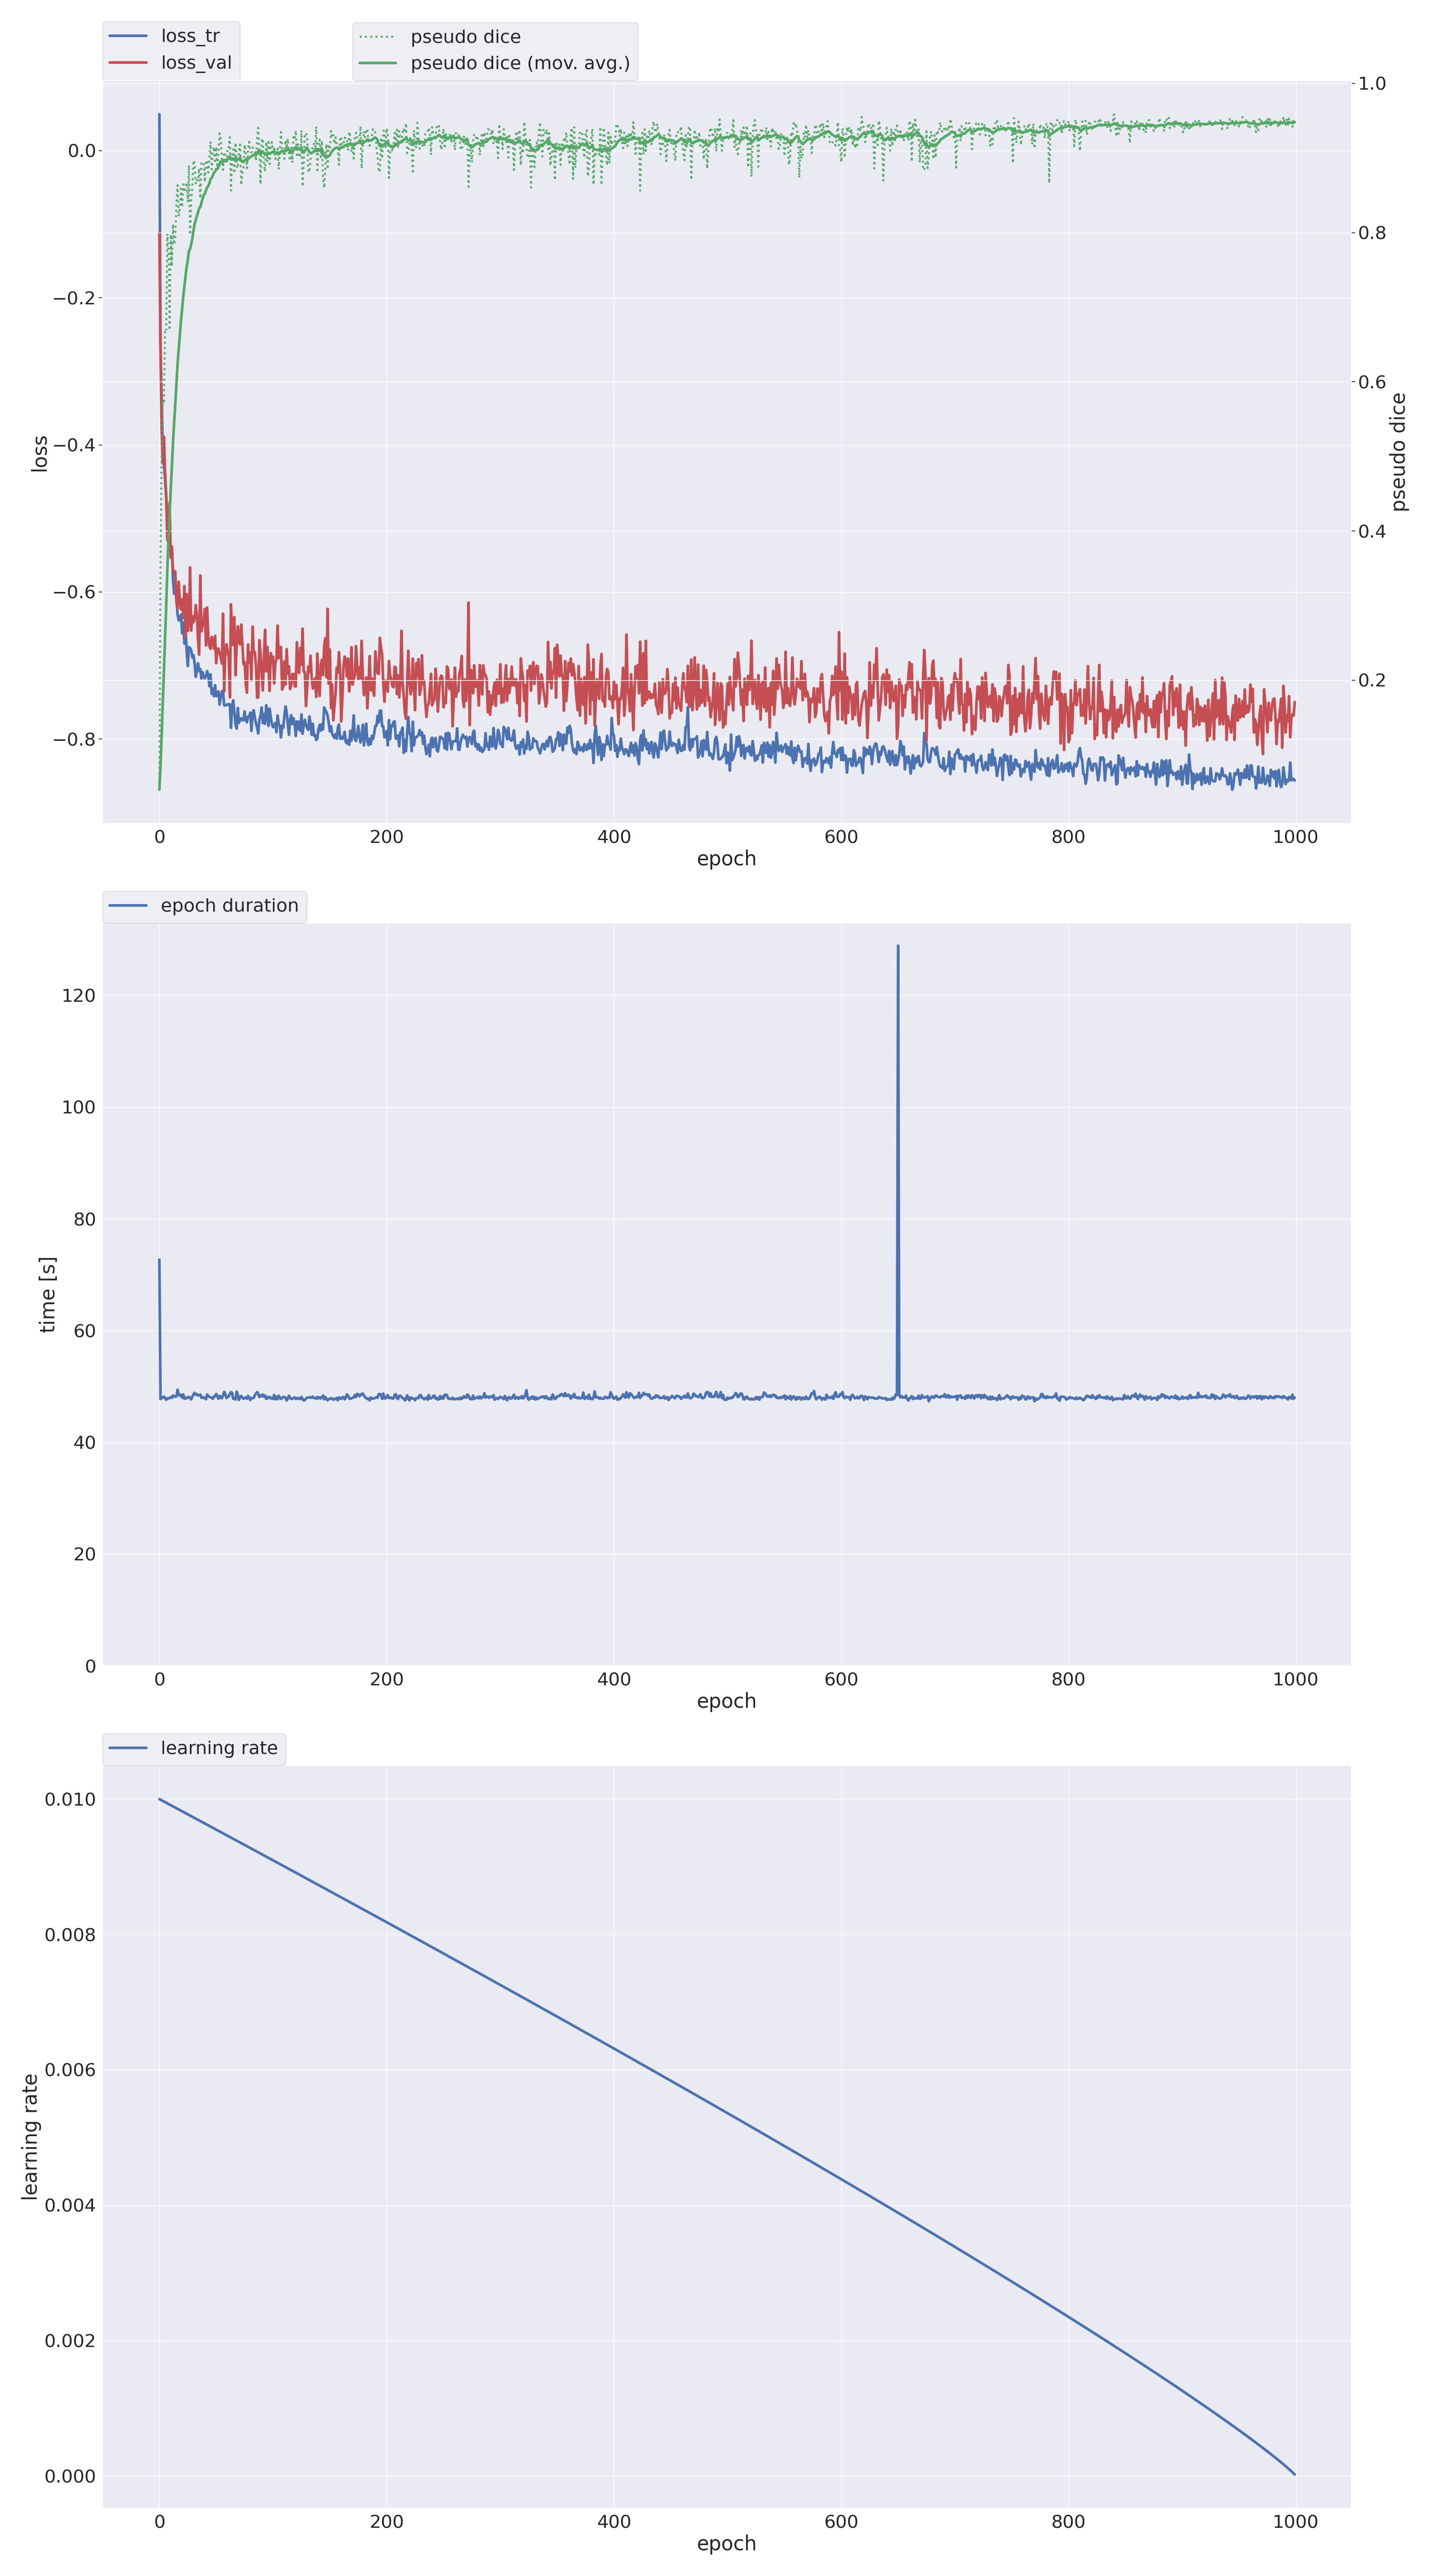 loss_tr
loss_val
pseudo dice
pseudo dice (mov. avg.)
0.0
−0.2
−0.4
−0.6
−0.8
loss
1.0
0.8
0.6
0.4
0.2
pseudo dice
0 200 400 600 800 1000
epoch
epoch duration
120
100
80
60
40
20
0
time [s]
0 200 400 600 800 1000
epoch
learning rate
0.010
0.008
0.006
0.004
0.002
0.000
learning rate
0 200 400 600 800 1000
epoch